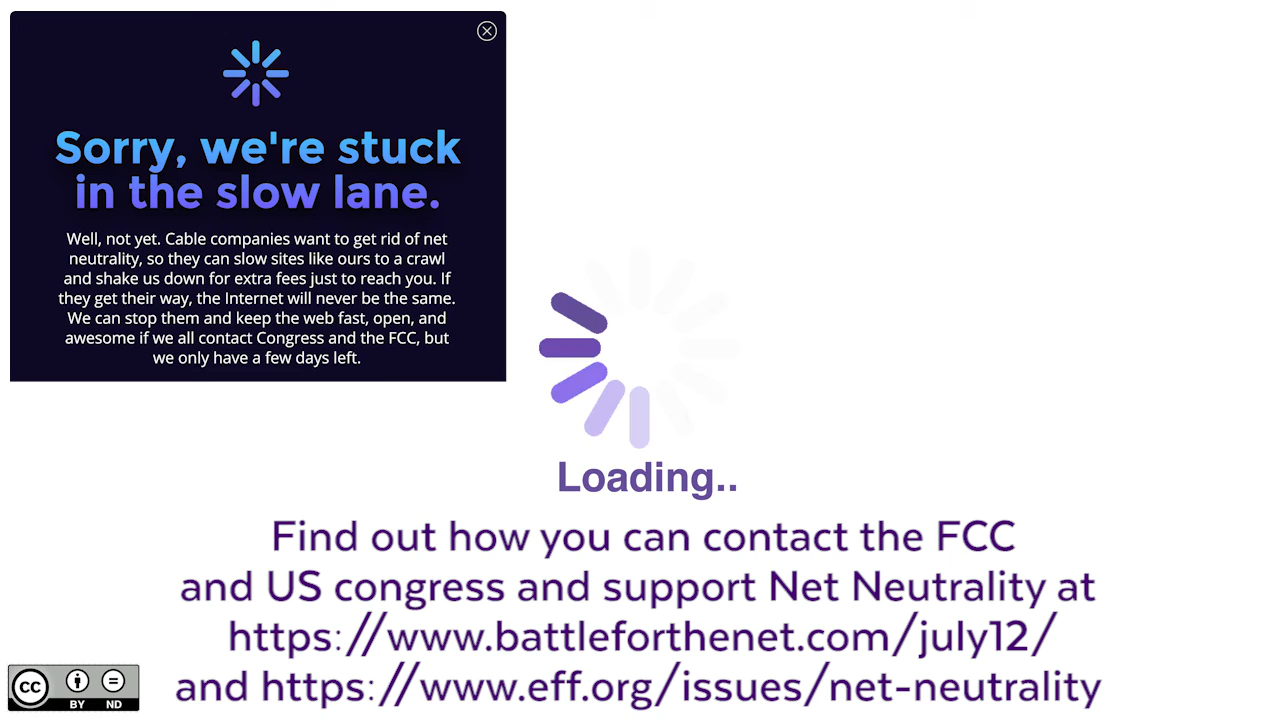 Sorry, we're stuck
in the slow lane.
Well, not yet. Cable companies want to get rid of net
neutrality, so they can slow sites like ours to a crawl
and shake us down for extra fees just to reach you. If
they get their way, the Internet will never be the same.
We can stop them and keep the web fast, open, and
awesome if we all contact Congress and the FCC, but
we only have a few days left.
Loading..
Find out how you can contact the FCC
and US congress and support Net Neutrality at
https://www.battleforthenet.com/july12/
and https://www.eff.org/issues/net-neutrality
cc
BY ND